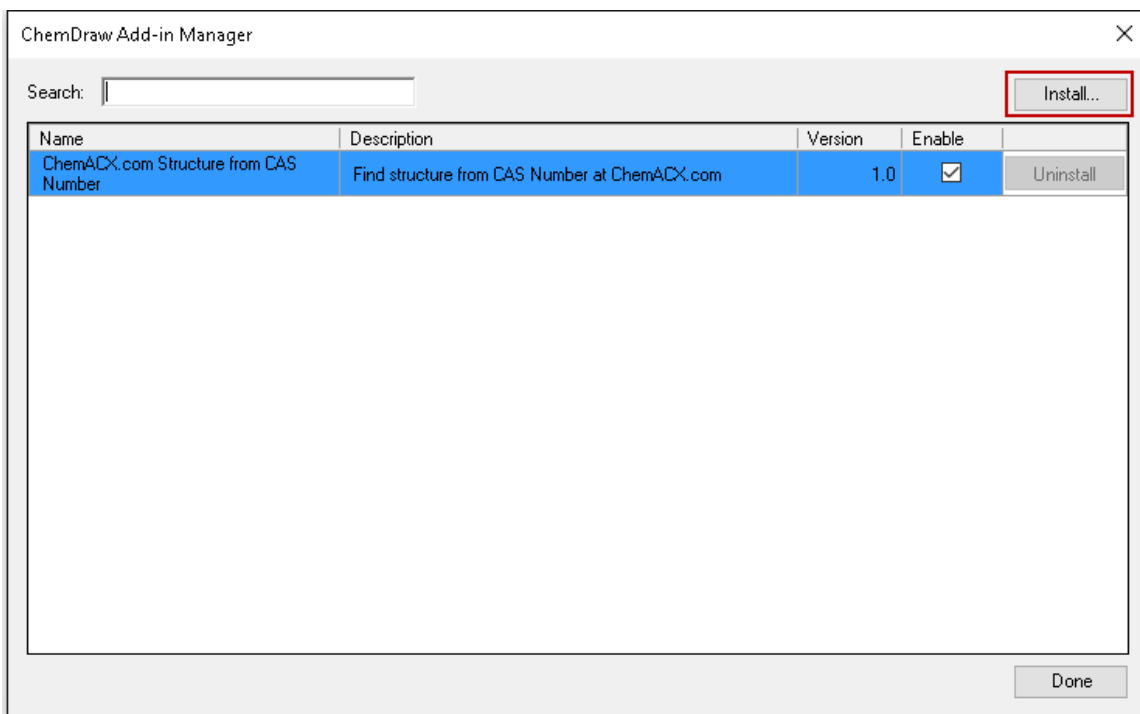 ChemDraw Add-in Manager
Search:
Install...
Name Description Version Enable
ChemACX.com Structure from CAS
Number
Find structure from CAS Number at ChemACX.com 1.0 Uninstall
Done